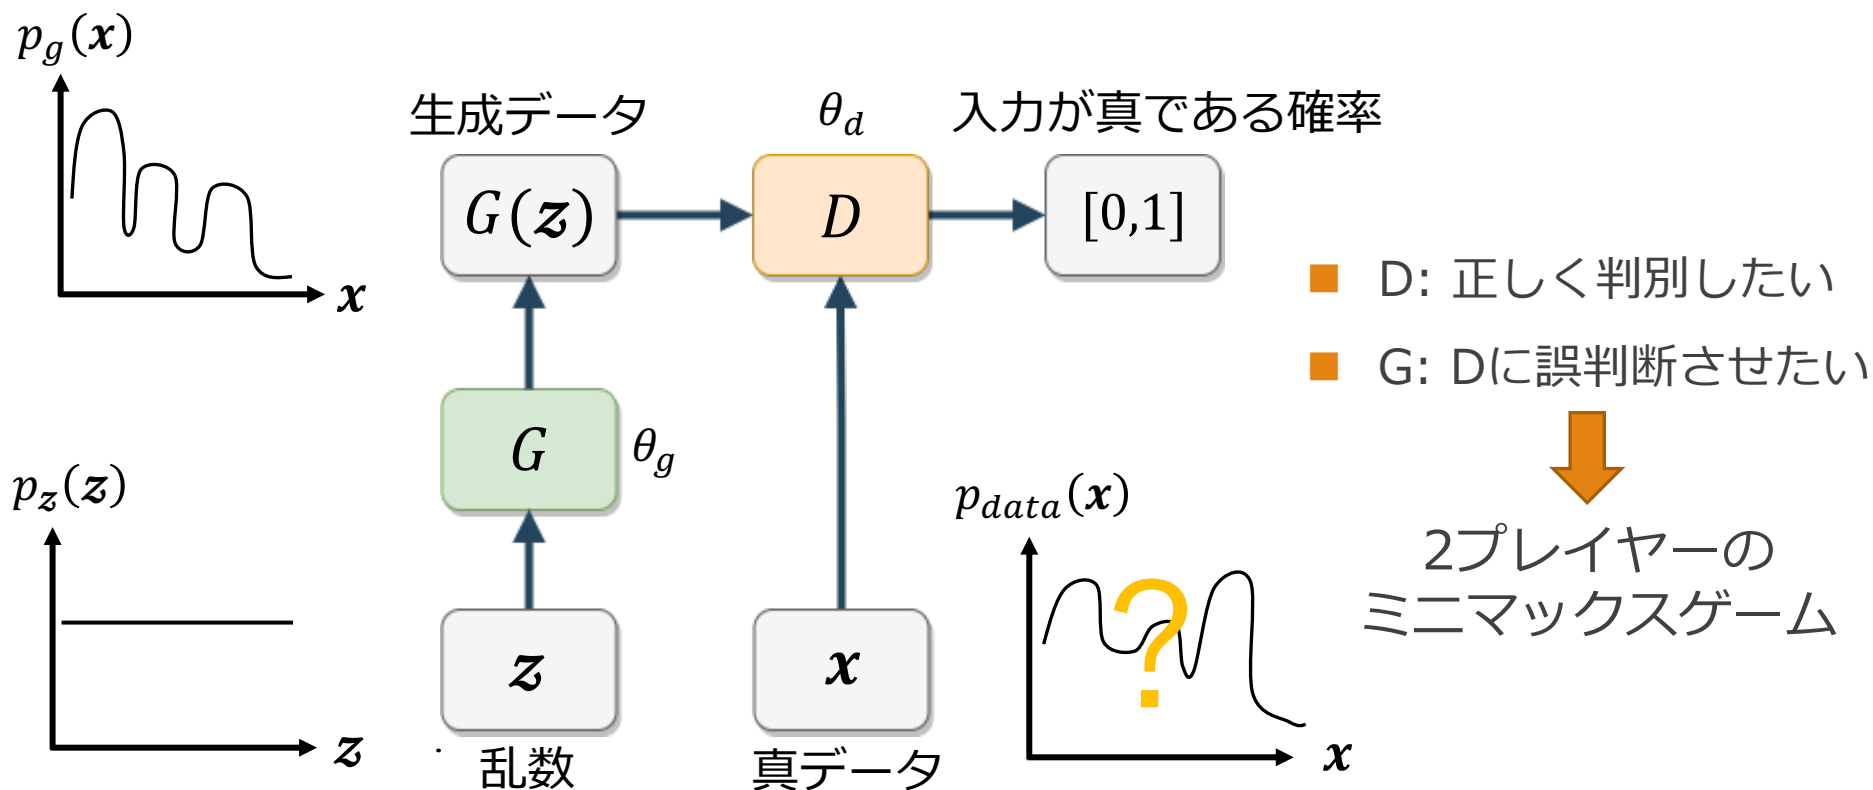 p_g(x)
x
生成データ
θ_d
入力が真である確率
G(z)
D
[0,1]
G
θ_g
p_z(z)
z
z
乱数
x
真データ
p_data(x)
?
x
D: 正しく判別したい
G: Dに誤判断させたい
2プレイヤーの
ミニマックスゲーム